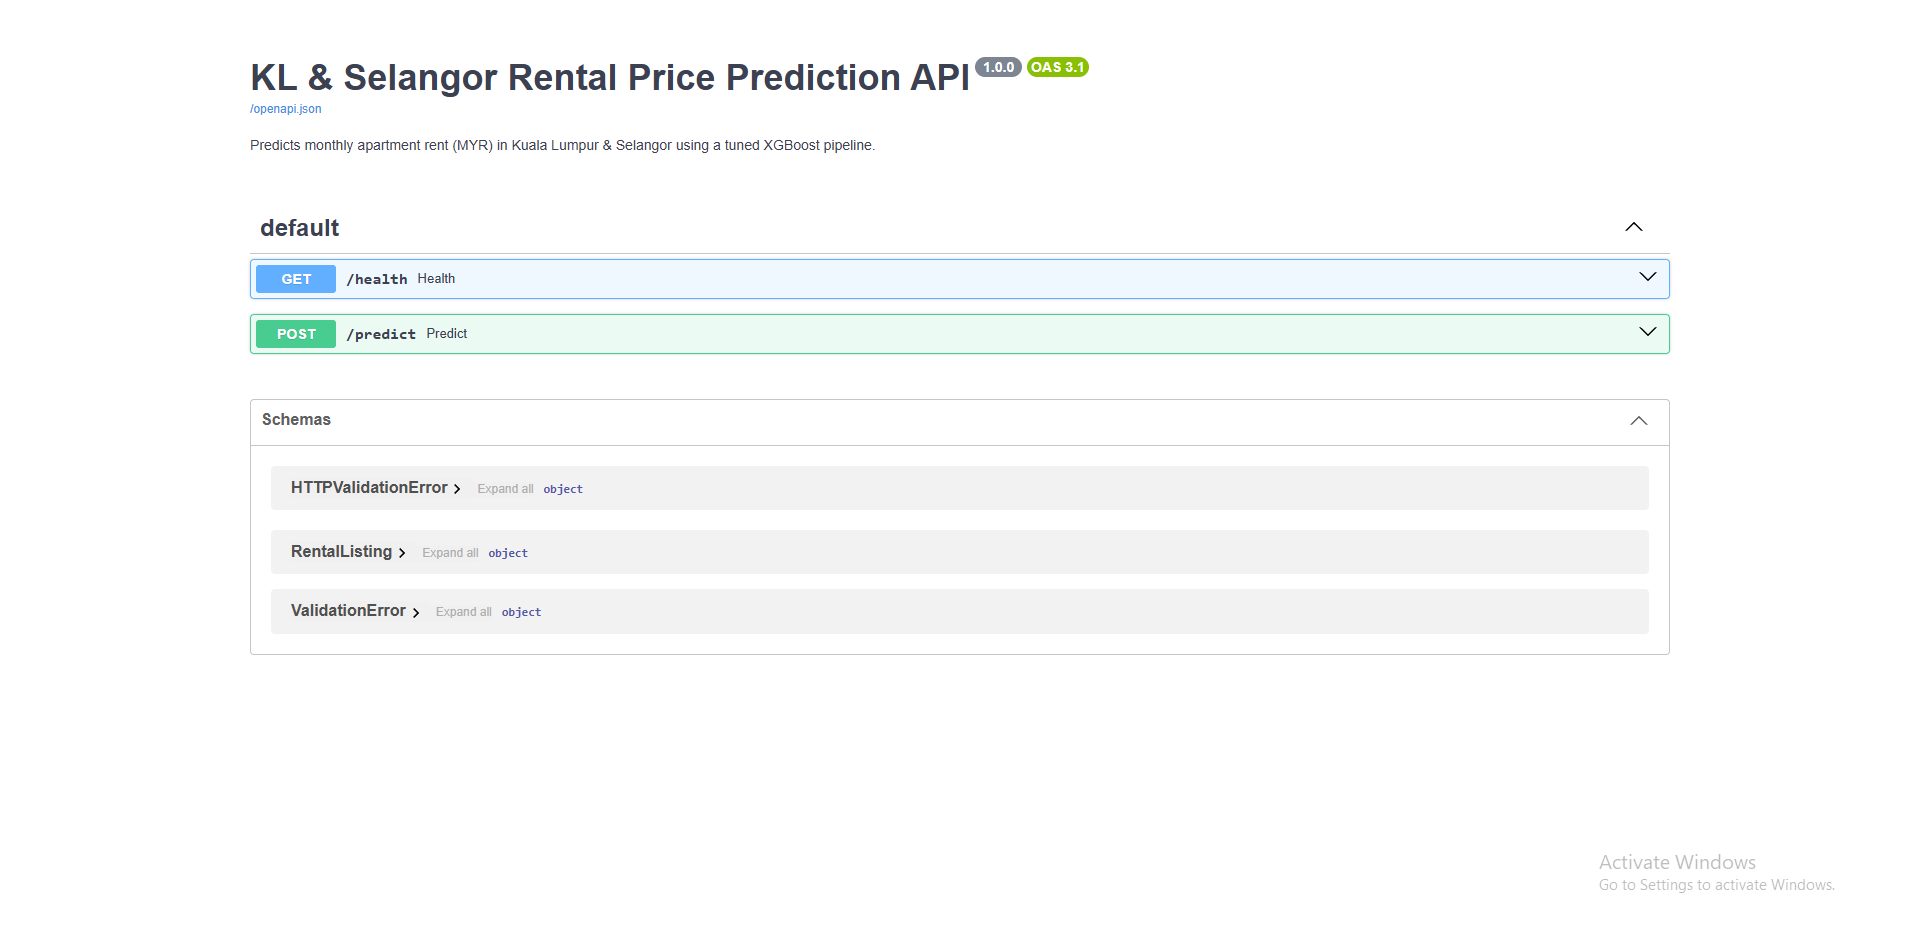 KL & Selangor Rental Price Prediction API 1.0.0 OAS 3.1
/openapi.json
Predicts monthly apartment rent (MYR) in Kuala Lumpur & Selangor using a tuned XGBoost pipeline.
default
GET /health Health
POST /predict Predict
Schemas
HTTPValidationError Expand all object
RentalListing Expand all object
ValidationError Expand all object
Activate Windows
Go to Settings to activate Windows.